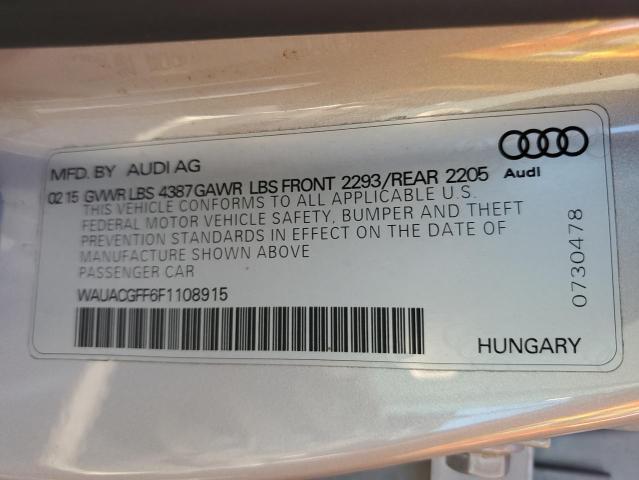 MFD. BY AUDI AG
02 15 GVWR LBS 4387 GAWR LBS FRONT 2293/REAR 2205
Audi
THIS VEHICLE CONFORMS TO ALL APPLICABLE U.S.
FEDERAL MOTOR VEHICLE SAFETY, BUMPER AND THEFT
PREVENTION STANDARDS IN EFFECT ON THE DATE OF
MANUFACTURE SHOWN ABOVE
PASSENGER CAR
WAUACGFF6F1108915
0730478
HUNGARY